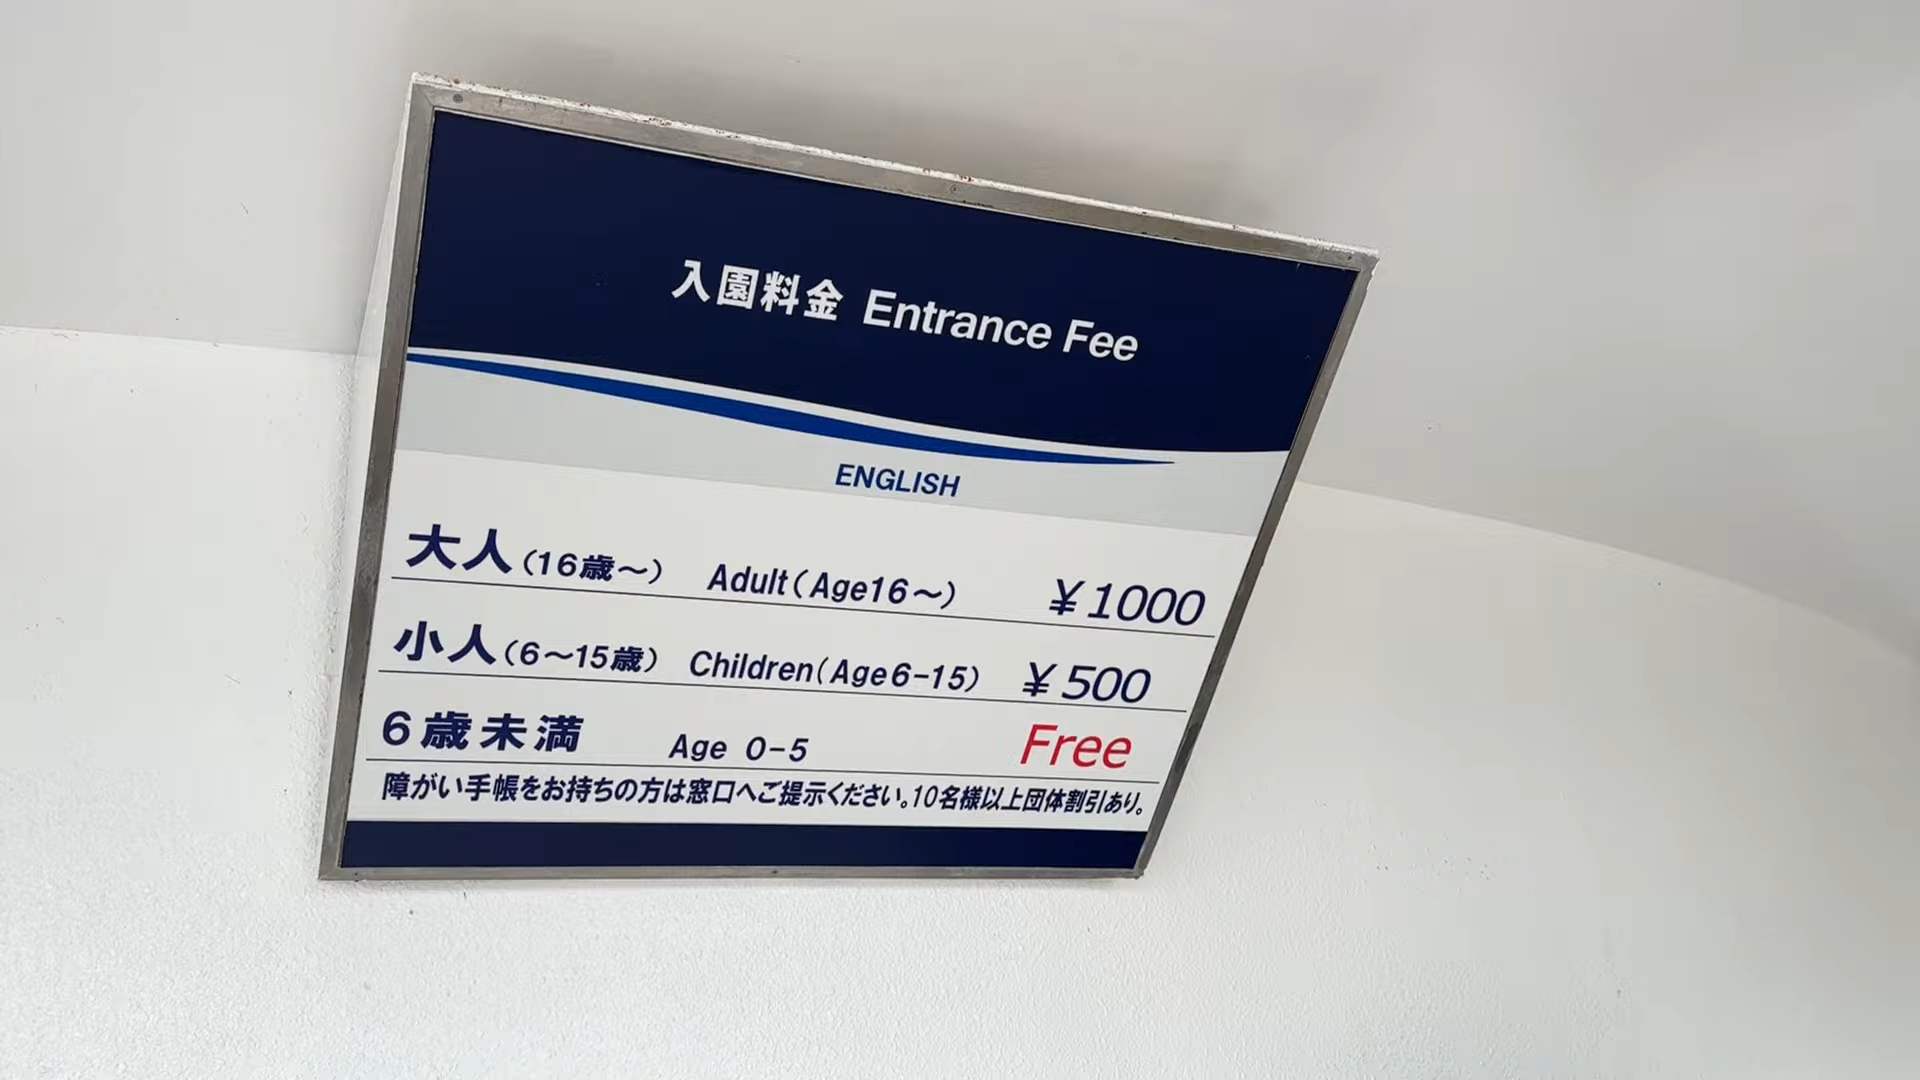 入園料金 Entrance Fee
ENGLISH
大人(16歳〜) Adult(Age16〜) ¥1000
小人(6〜15歳) Children(Age6-15) ¥500
6歳未満 Age 0-5 Free
障がい手帳をお持ちの方は窓口へご提示ください。10名様以上団体割引あり。